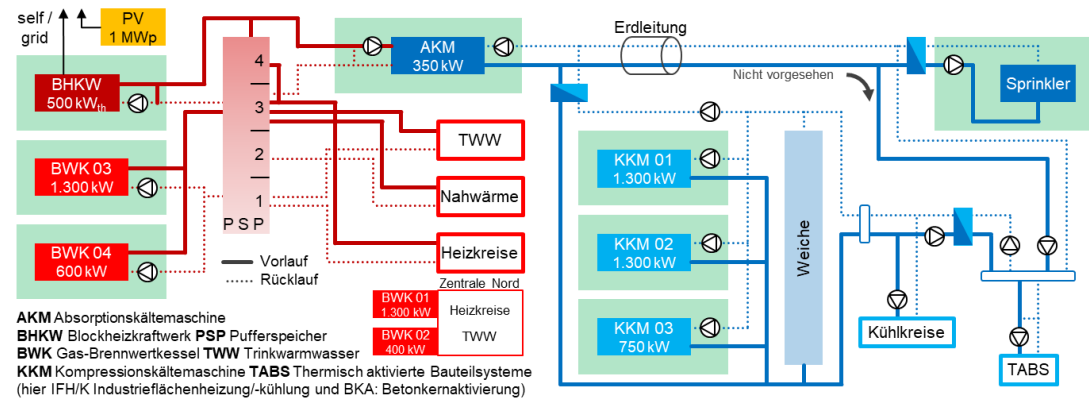 self /
grid
PV
1 MWp
BHKW
500 kWth
BWK 03
1.300 kW
BWK 04
600 kW
4
3
2
1
PSP
AKM
350 kW
TWW
Nahwärme
Heizkreise
Vorlauf
Rücklauf
Zentrale Nord
BWK 01
1.300 kW
BWK 02
400 kW
Heizkreise
TWW
Erdleitung
Nicht vorgesehen
Sprinkler
KKM 01
1.300 kW
KKM 02
1.300 kW
KKM 03
750 kW
Weiche
Kühlkreise
TABS
AKM Absorptionskältemaschine
BHKW Blockheizkraftwerk PSP Pufferspeicher
BWK Gas-Brennwertkessel TWW Trinkwarmwasser
KKM Kompressionskältemaschine TABS Thermisch aktivierte Bauteilsysteme
(hier IFH/K Industrieflächenheizung/-kühlung und BKA: Betonkernaktivierung)